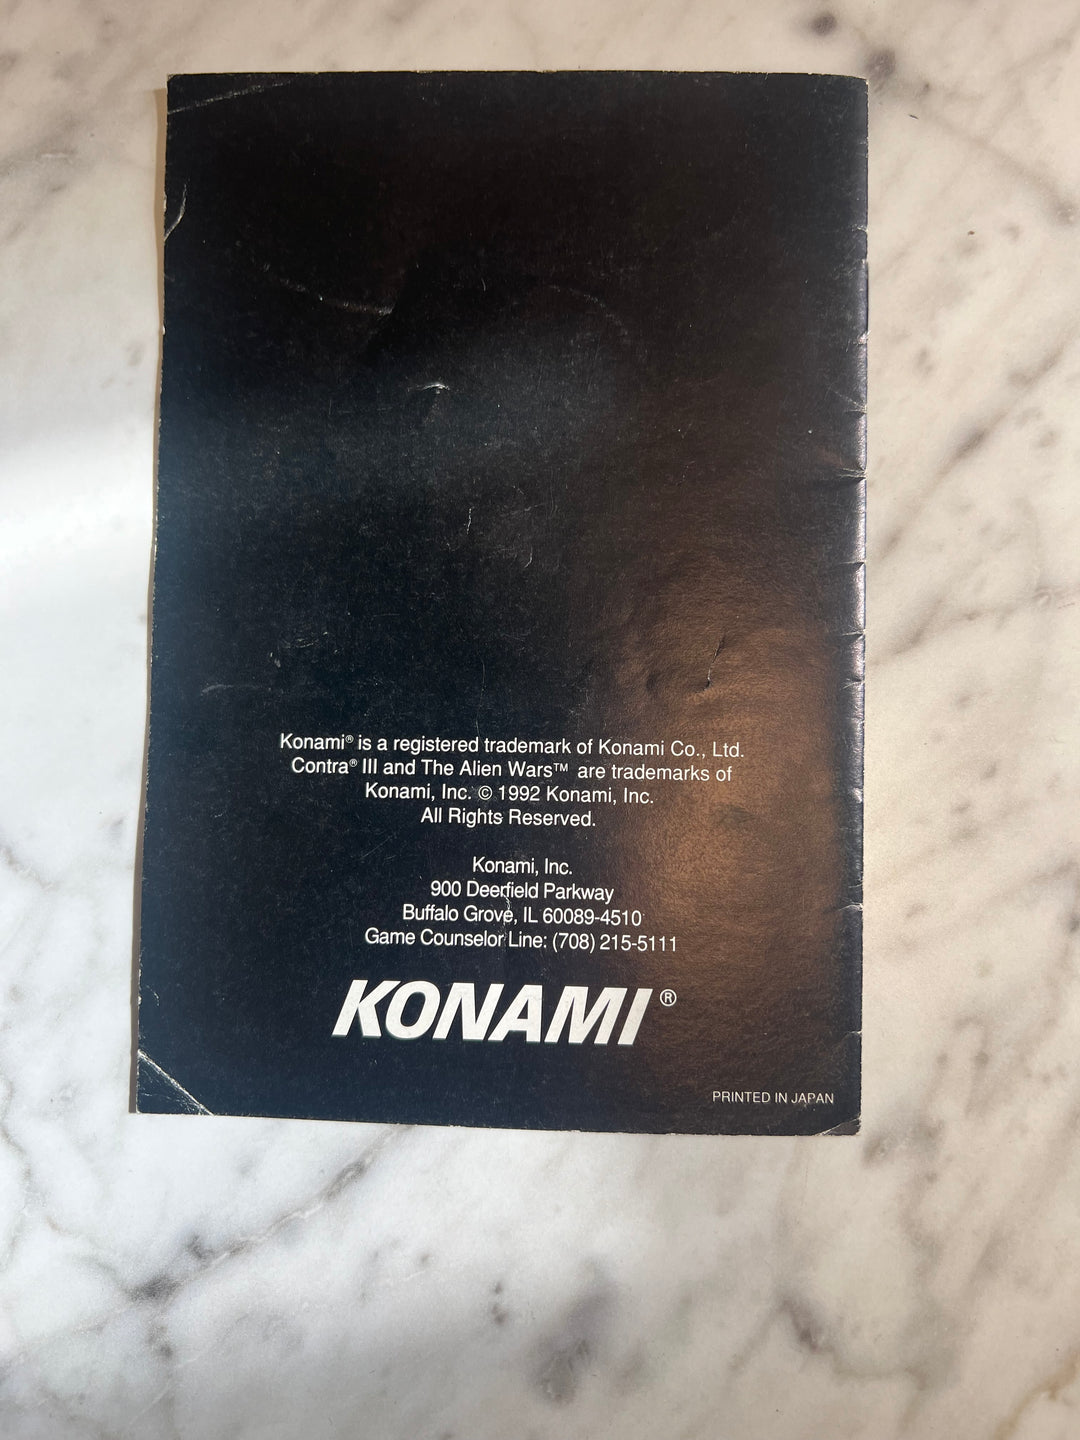 Konami® is a registered trademark of Konami Co., Ltd.
Contra® III and The Alien Wars™ are trademarks of
Konami, Inc. © 1992 Konami, Inc.
All Rights Reserved.
Konami, Inc.
900 Deerfield Parkway
Buffalo Grove, IL 60089-4510
Game Counselor Line: (708) 215-5111
KONAMI®
PRINTED IN JAPAN